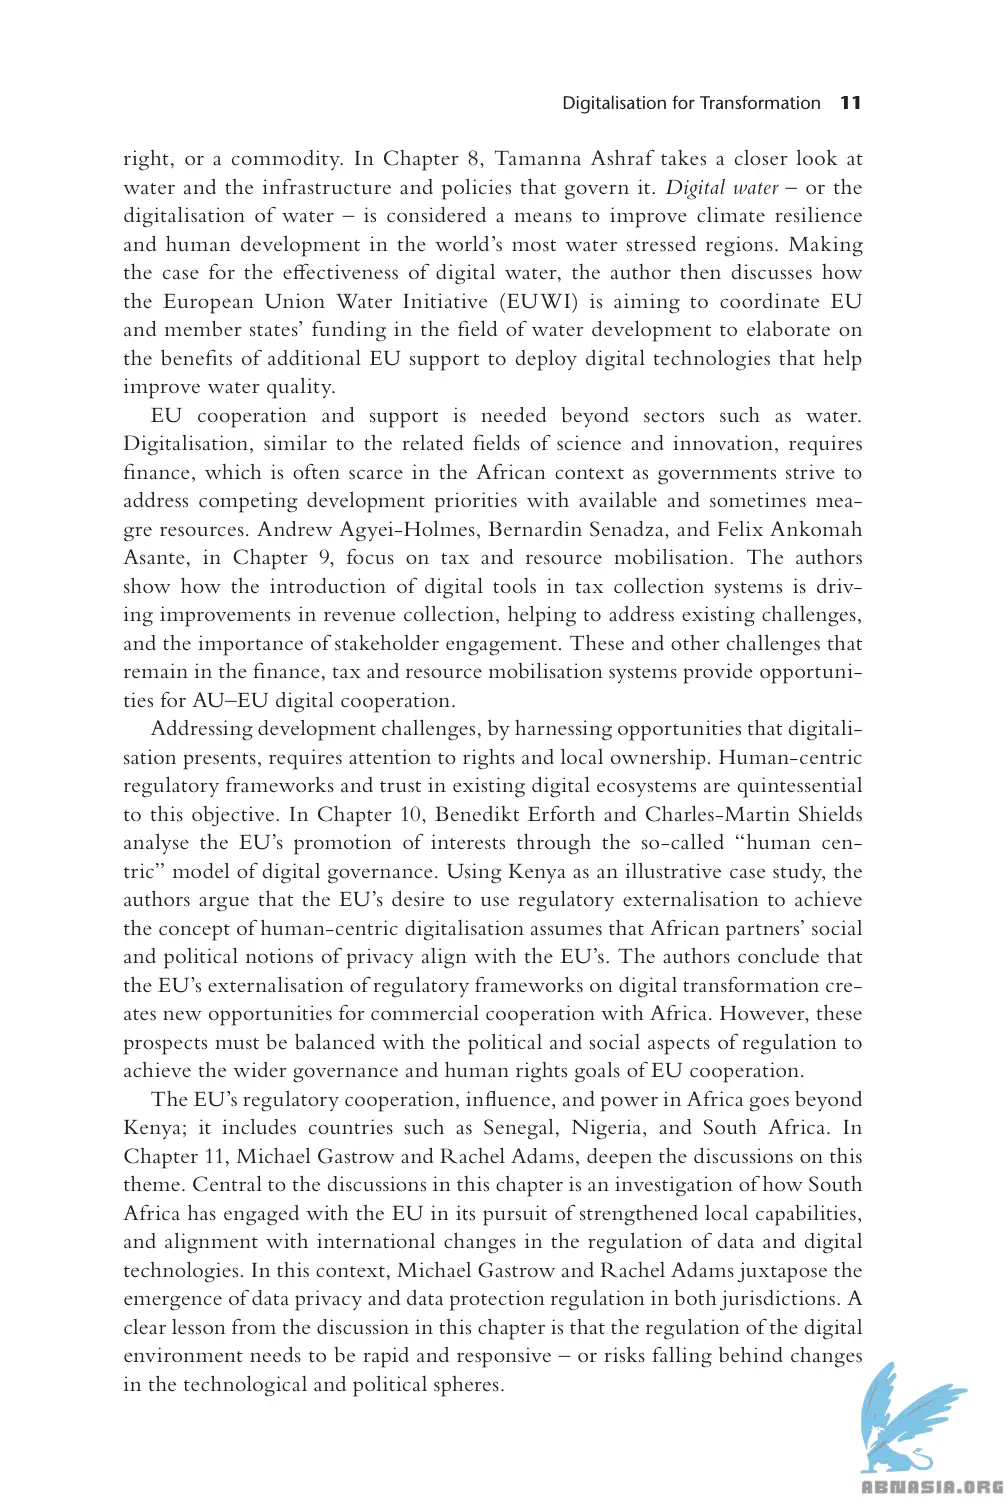 Digitalisation for Transformation 11
right, or a commodity. In Chapter 8, Tamanna Ashraf takes a closer look at
water and the infrastructure and policies that govern it. Digital water – or the
digitalisation of water – is considered a means to improve climate resilience
and human development in the world's most water stressed regions. Making
the case for the effectiveness of digital water, the author then discusses how
the European Union Water Initiative (EUWI) is aiming to coordinate EU
and member states' funding in the field of water development to elaborate on
the benefits of additional EU support to deploy digital technologies that help
improve water quality.
EU cooperation and support is needed beyond sectors such as water.
Digitalisation, similar to the related fields of science and innovation, requires
finance, which is often scarce in the African context as governments strive to
address competing development priorities with available and sometimes mea-
gre resources. Andrew Agyei-Holmes, Bernardin Senadza, and Felix Ankomah
Asante, in Chapter 9, focus on tax and resource mobilisation. The authors
show how the introduction of digital tools in tax collection systems is driv-
ing improvements in revenue collection, helping to address existing challenges,
and the importance of stakeholder engagement. These and other challenges that
remain in the finance, tax and resource mobilisation systems provide opportuni-
ties for AU–EU digital cooperation.
Addressing development challenges, by harnessing opportunities that digitali-
sation presents, requires attention to rights and local ownership. Human-centric
regulatory frameworks and trust in existing digital ecosystems are quintessential
to this objective. In Chapter 10, Benedikt Erforth and Charles-Martin Shields
analyse the EU's promotion of interests through the so-called “human cen-
tric” model of digital governance. Using Kenya as an illustrative case study, the
authors argue that the EU's desire to use regulatory externalisation to achieve
the concept of human-centric digitalisation assumes that African partners' social
and political notions of privacy align with the EU's. The authors conclude that
the EU's externalisation of regulatory frameworks on digital transformation cre-
ates new opportunities for commercial cooperation with Africa. However, these
prospects must be balanced with the political and social aspects of regulation to
achieve the wider governance and human rights goals of EU cooperation.
The EU's regulatory cooperation, influence, and power in Africa goes beyond
Kenya; it includes countries such as Senegal, Nigeria, and South Africa. In
Chapter 11, Michael Gastrow and Rachel Adams, deepen the discussions on this
theme. Central to the discussions in this chapter is an investigation of how South
Africa has engaged with the EU in its pursuit of strengthened local capabilities,
and alignment with international changes in the regulation of data and digital
technologies. In this context, Michael Gastrow and Rachel Adams juxtapose the
emergence of data privacy and data protection regulation in both jurisdictions. A
clear lesson from the discussion in this chapter is that the regulation of the digital
environment needs to be rapid and responsive – or risks falling behind changes
in the technological and political spheres.
ABNASIA.ORG